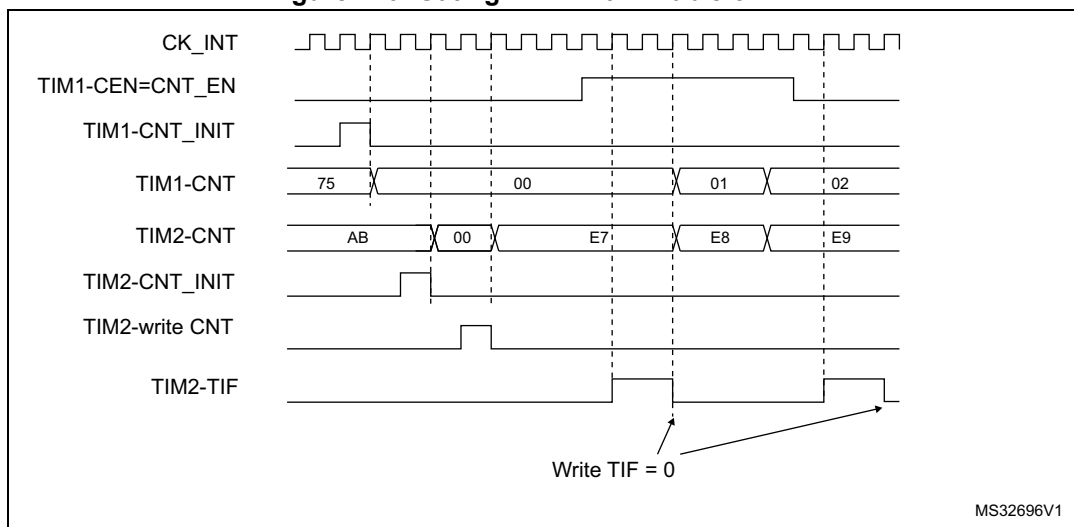 CK_INT
TIM1-CEN=CNT_EN
TIM1-CNT_INIT
TIM1-CNT 75 00 01 02
TIM2-CNT AB 00 E7 E8 E9
TIM2-CNT_INIT
TIM2-write CNT
TIM2-TIF
Write TIF = 0
MS32696V1